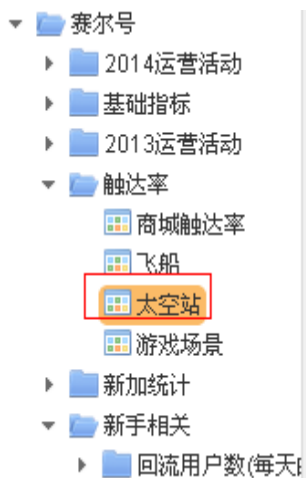 赛尔号
2014运营活动
基础指标
2013运营活动
触达率
商城触达率
飞船
太空站
游戏场景
新加统计
新手相关
回流用户数(每天